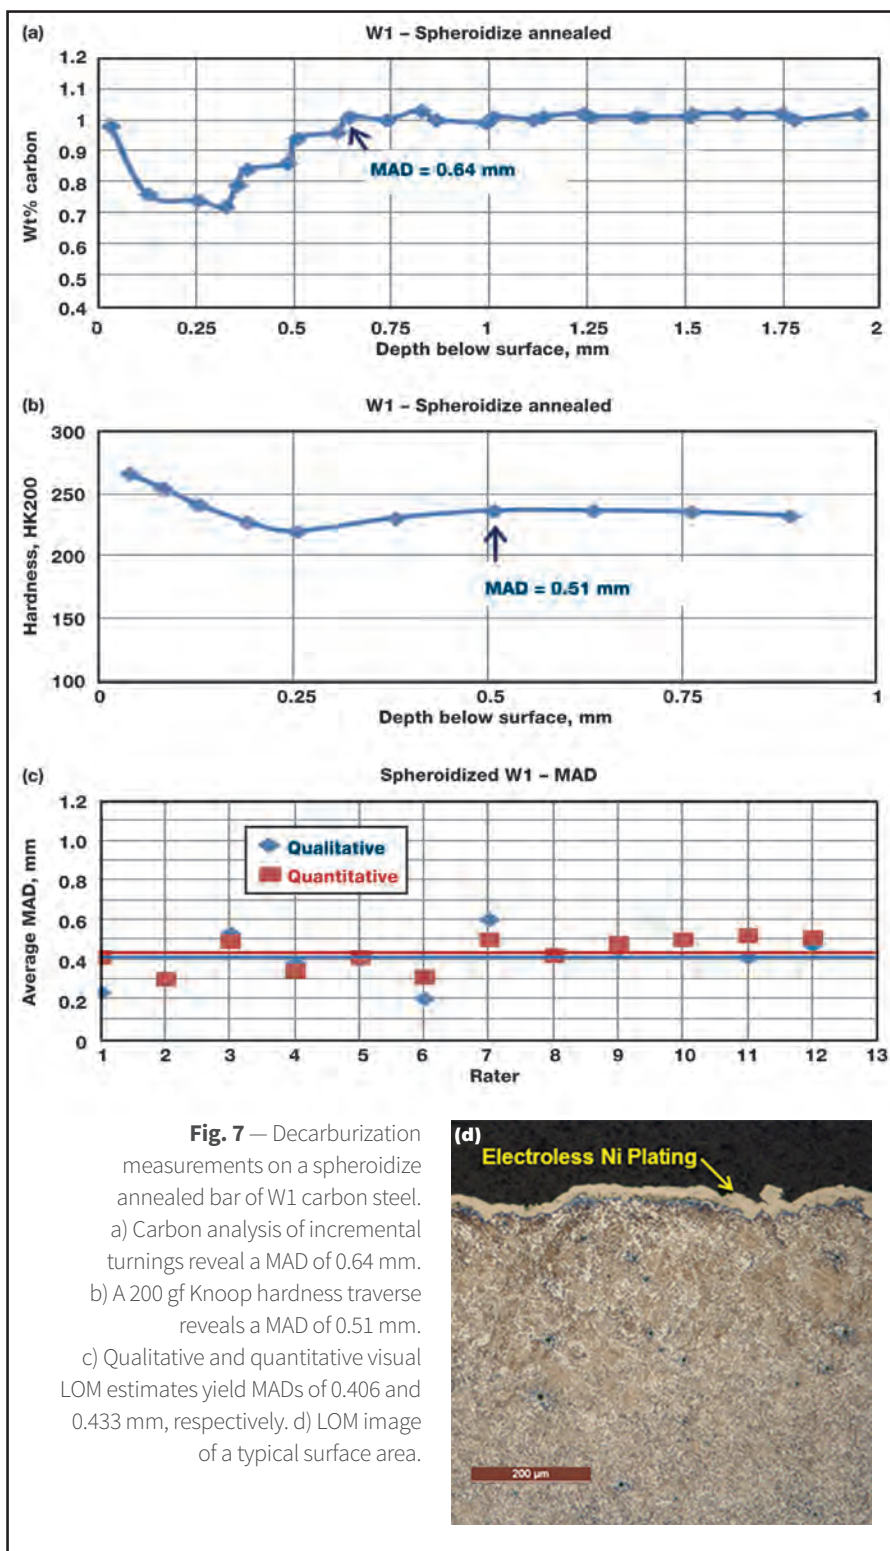 (a)
W1 – Spheroidize annealed
1.2
1.1
1
0.9
0.8
0.7
0.6
0.5
0.4
Wt% carbon
MAD = 0.64 mm
0
0.25
0.5
0.75
1
1.25
1.5
1.75
2
Depth below surface, mm
(b)
W1 – Spheroidize annealed
300
250
200
150
100
Hardness, HK200
MAD = 0.51 mm
0
0.25
0.5
0.75
1
Depth below surface, mm
(c)
Spheroidized W1 – MAD
1.2
1.0
0.8
0.6
0.4
0.2
0
Average MAD, mm
Qualitative
Quantitative
1
2
3
4
5
6
7
8
9
10
11
12
13
Rater
Fig. 7 — Decarburization
measurements on a spheroidize
annealed bar of W1 carbon steel.
a) Carbon analysis of incremental
turnings reveal a MAD of 0.64 mm.
b) A 200 gf Knoop hardness traverse
reveals a MAD of 0.51 mm.
c) Qualitative and quantitative visual
LOM estimates yield MADs of 0.406 and
0.433 mm, respectively. d) LOM image
of a typical surface area.
(d)
Electroless Ni Plating
200 µm